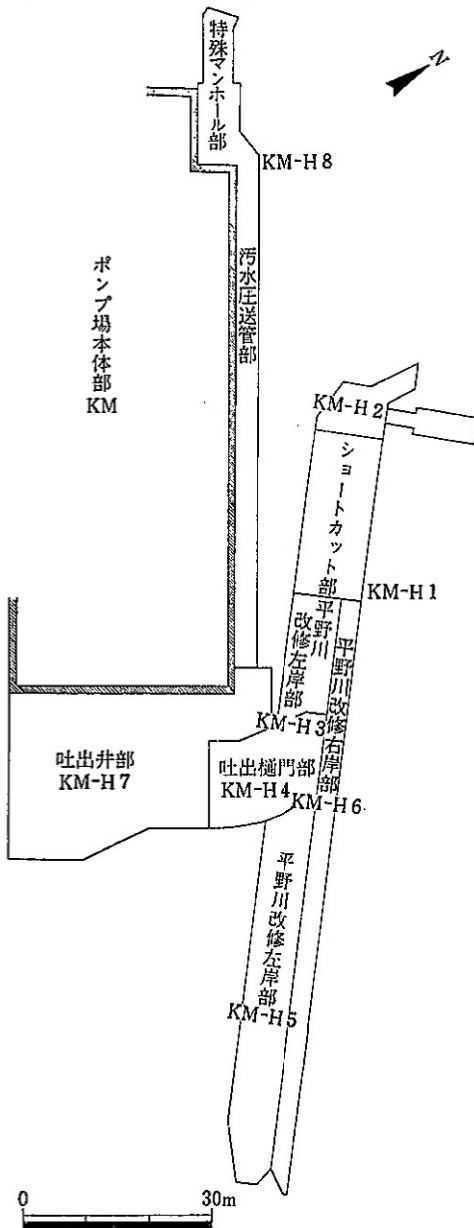 特殊マンホール部
N
KM-H8
汚水圧送管部
ポンプ場本体部
KM
KM-H2
ショートカット部
KM-H1
平野川
改修左岸部
平野川改修右岸部
KM-H3
吐出井部
KM-H7
吐出樋門部
KM-H4
KM-H6
平野川改修左岸部
KM-H5
0 30m